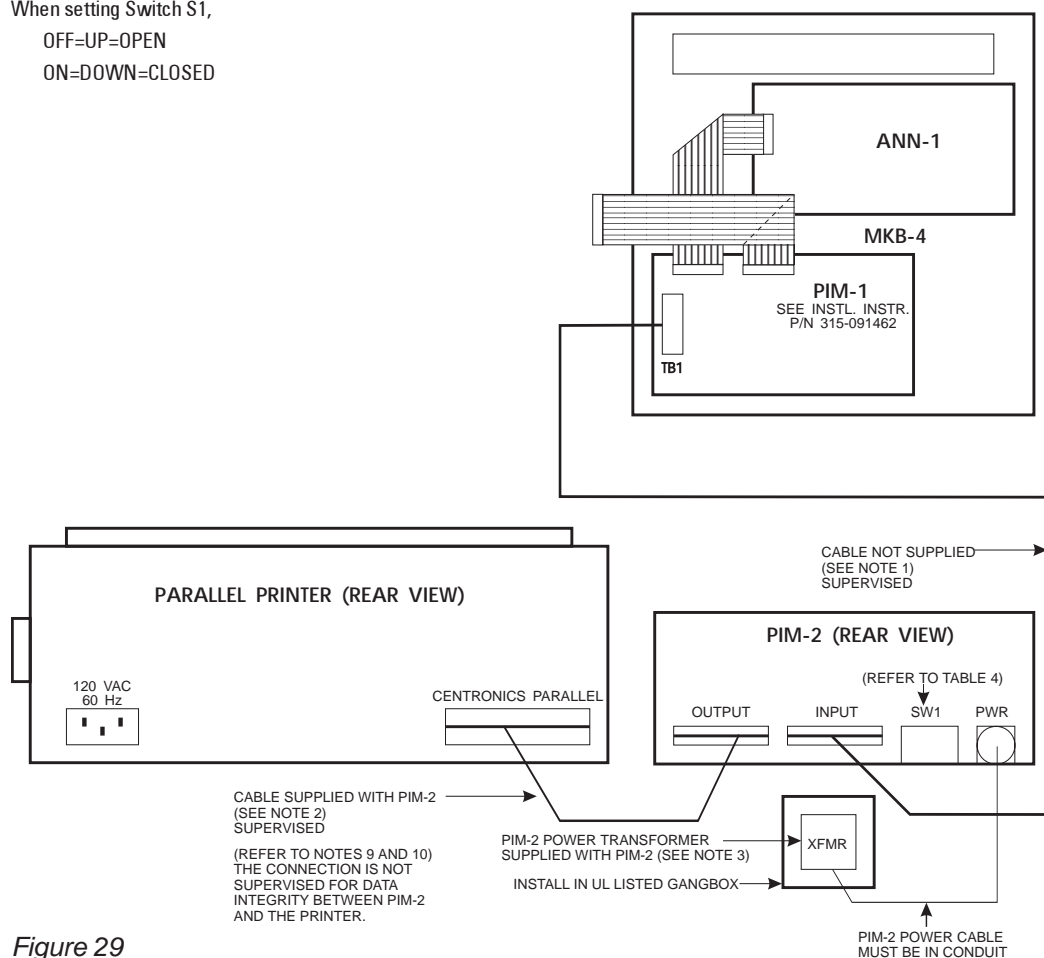 When setting Switch S1,
OFF=UP=OPEN
ON=DOWN=CLOSED
ANN-1
MKB-4
PIM-1
SEE INSTL. INSTR.
P/N 315-091462
TB1
CABLE NOT SUPPLIED
(SEE NOTE 1)
SUPERVISED
PARALLEL PRINTER (REAR VIEW)
120 VAC
60 Hz
CENTRONICS PARALLEL
PIM-2 (REAR VIEW)
(REFER TO TABLE 4)
OUTPUT
INPUT
SW1
PWR
CABLE SUPPLIED WITH PIM-2
(SEE NOTE 2)
SUPERVISED
(REFER TO NOTES 9 AND 10)
THE CONNECTION IS NOT
SUPERVISED FOR DATA
INTEGRITY BETWEEN PIM-2
AND THE PRINTER.
PIM-2 POWER TRANSFORMER
SUPPLIED WITH PIM-2 (SEE NOTE 3)
XFMR
INSTALL IN UL LISTED GANGBOX
PIM-2 POWER CABLE
MUST BE IN CONDUIT
Figure 29